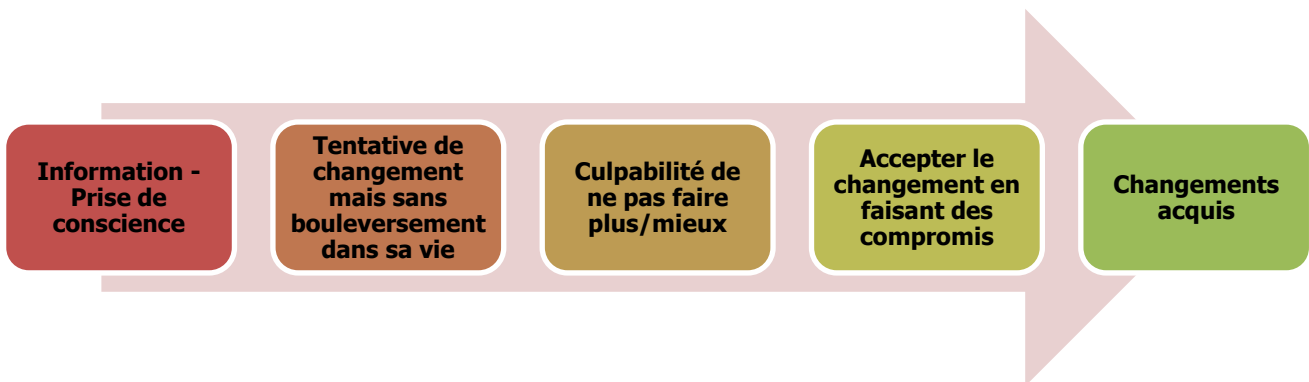 Information -
Prise de
conscience
Tentative de
changement
mais sans
bouleversement
dans sa vie
Culpabilité de
ne pas faire
plus/mieux
Accepter le
changement en
faisant des
compromis
Changements
acquis